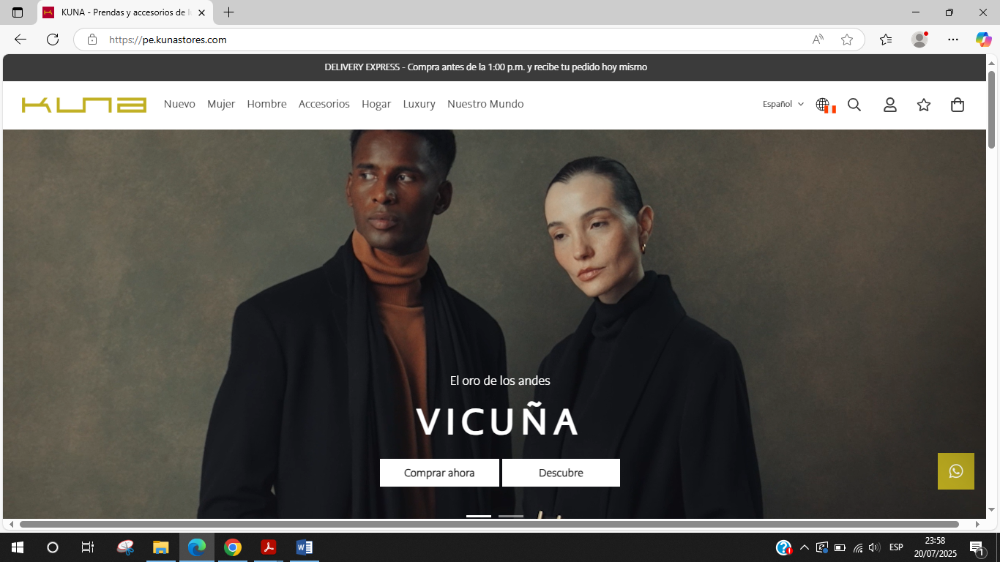 KUNA - Prendas y accesorios de l
https://pe.kunastores.com
DELIVERY EXPRESS - Compra antes de la 1:00 p.m. y recibe tu pedido hoy mismo
KUNA
Nuevo Mujer Hombre Accesorios Hogar Luxury Nuestro Mundo
Español
El oro de los andes
VICUÑA
Comprar ahora Descubre
ESP
23:58
20/07/2025
1